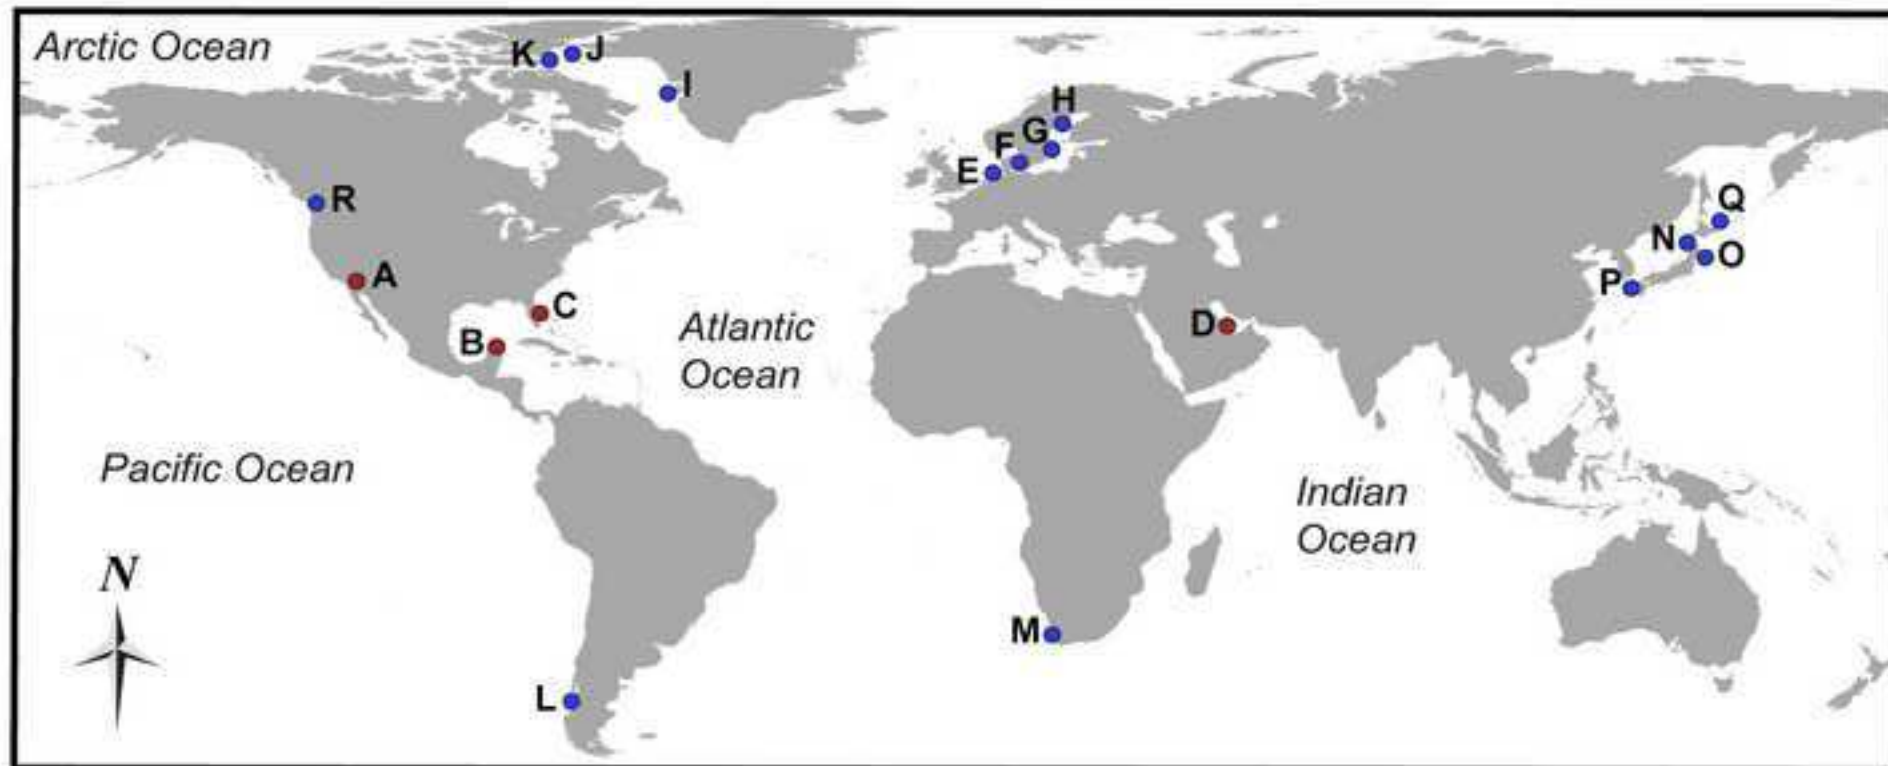 Arctic Ocean
K
J
I
H
G
F
E
R
Q
N
O
A
P
C
Atlantic
Ocean
B
D
Pacific Ocean
Indian
Ocean
N
M
L